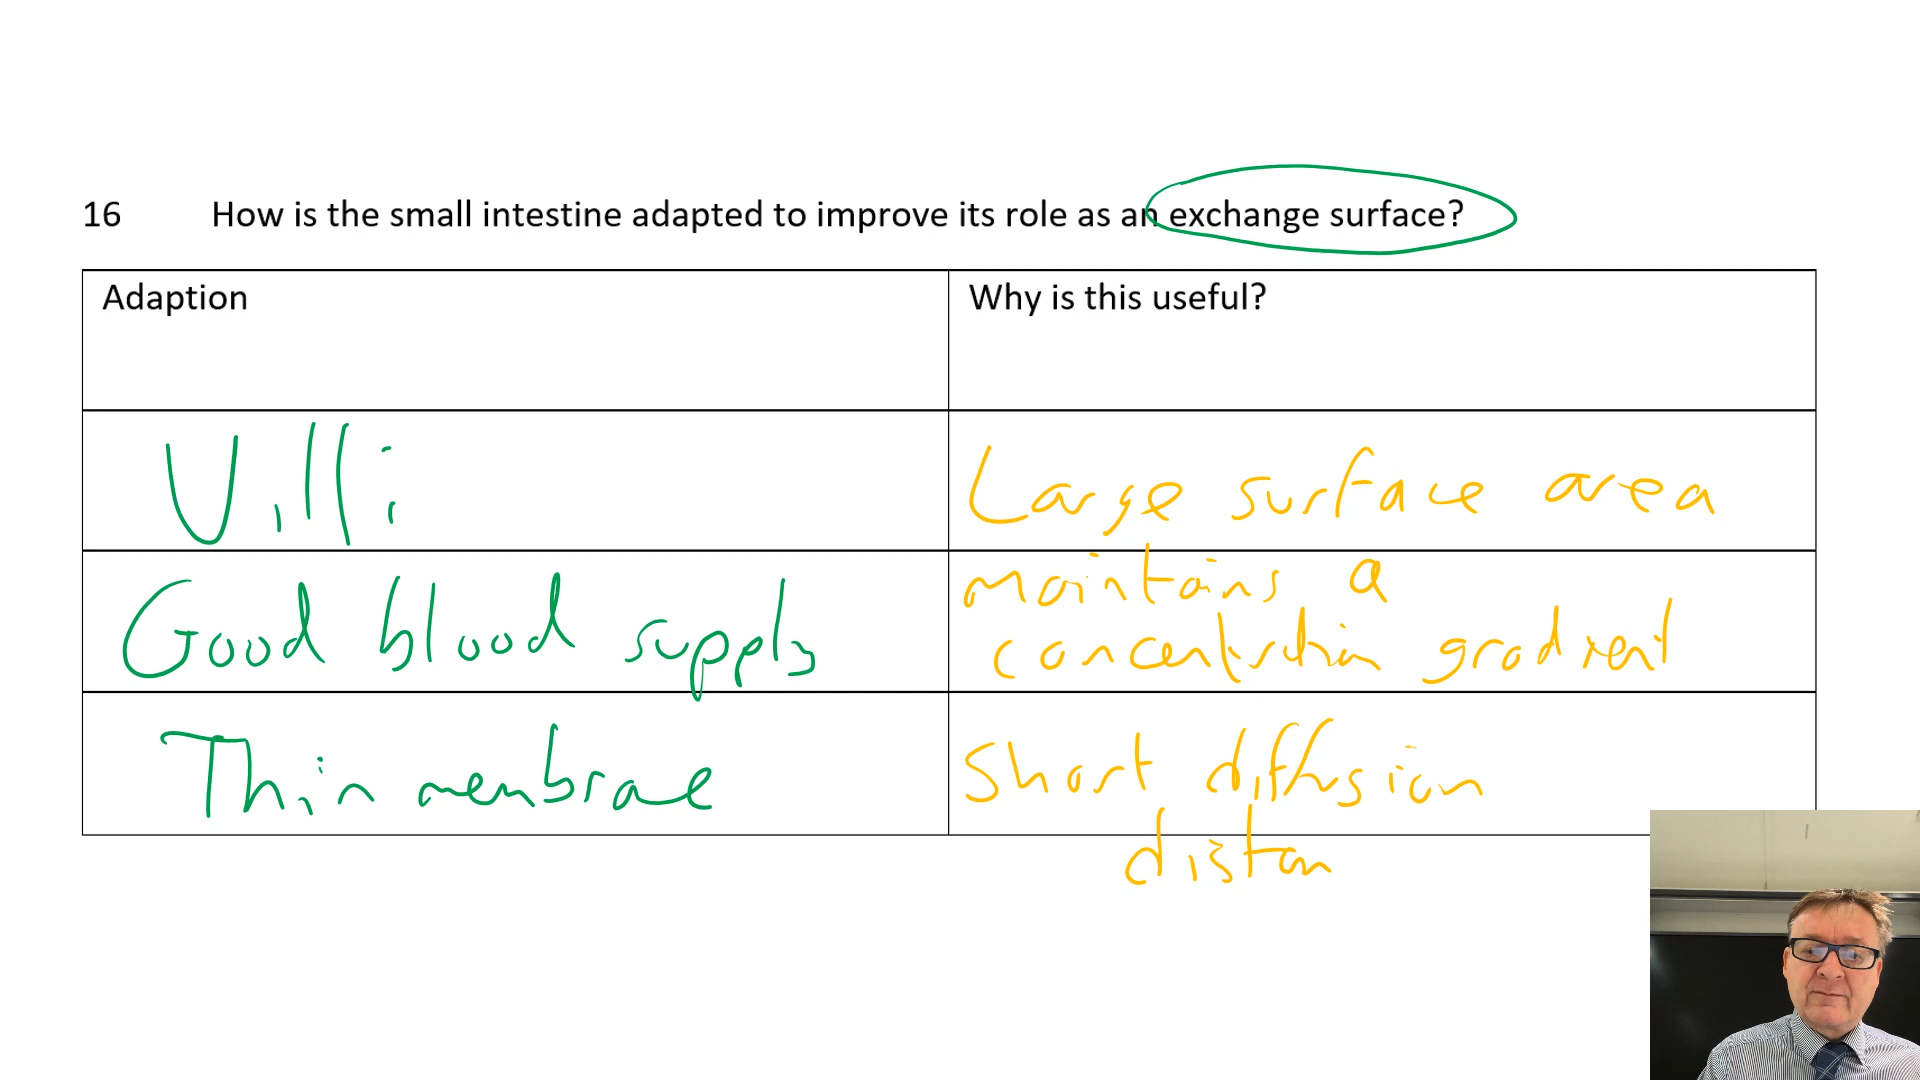 16 How is the small intestine adapted to improve its role as an exchange surface?
Adaption Why is this useful?
Villi Large surface area
Good blood supply maintains a
concentration gradient
Thin membrane Short diffusion
distan